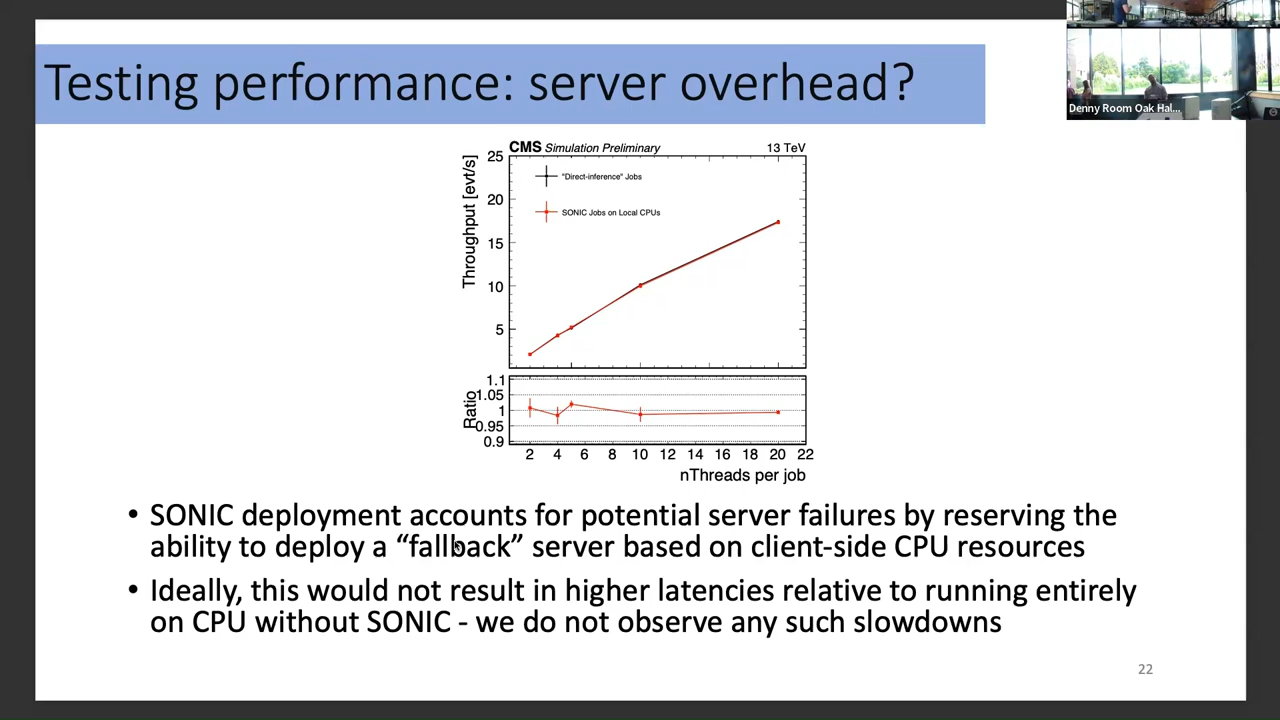 Testing performance: server overhead?
Denny Room Oak Hal...
CMS Simulation Preliminary
13 TeV
Throughput [evt/s]
25
20
15
10
5
"Direct-inference" Jobs
SONIC Jobs on Local CPUs
Ratio
1.1
1.05
1
0.95
0.9
2 4 6 8 10 12 14 16 18 20 22
nThreads per job
• SONIC deployment accounts for potential server failures by reserving the
ability to deploy a “fallback” server based on client-side CPU resources
• Ideally, this would not result in higher latencies relative to running entirely
on CPU without SONIC - we do not observe any such slowdowns
22